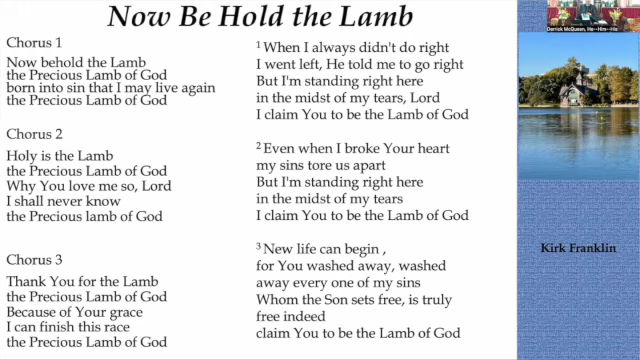 Now Be Hold the Lamb
Chorus 1
Now behold the Lamb
the Precious Lamb of God
born into sin that I may live again
the Precious Lamb of God
Chorus 2
Holy is the Lamb
the Precious Lamb of God
Why You love me so, Lord
I shall never know
the Precious lamb of God
Chorus 3
Thank You for the Lamb
the Precious Lamb of God
Because of Your grace
I can finish this race
the Precious Lamb of God
1 When I always didn't do right
I went left, He told me to go right
But I'm standing right here
in the midst of my tears, Lord
I claim You to be the Lamb of God
2 Even when I broke Your heart
my sins tore us apart
But I'm standing right here
in the midst of my tears
I claim You to be the Lamb of God
3 New life can begin ,
for You washed away, washed
away every one of my sins
Whom the Son sets free, is truly
free indeed
claim You to be the Lamb of God
Derrick McQueen, He~Him~His
Kirk Franklin